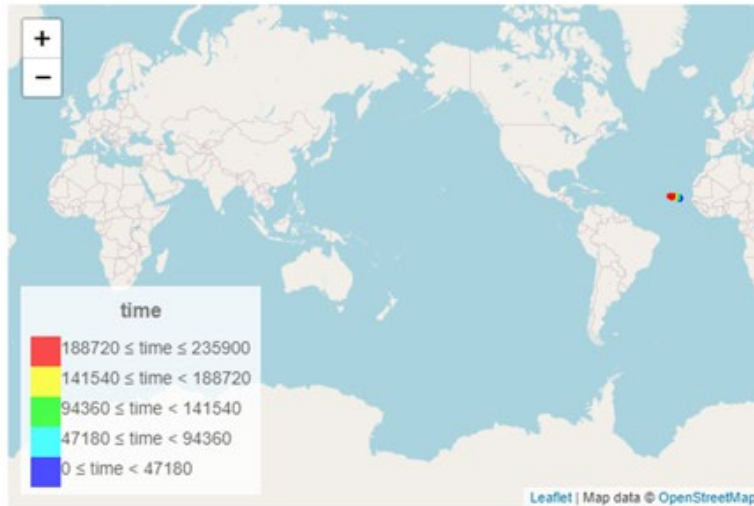 +
−
time
188720 ≤ time ≤ 235900
141540 ≤ time < 188720
94360 ≤ time < 141540
47180 ≤ time < 94360
0 ≤ time < 47180
Leaflet | Map data © OpenStreetMap